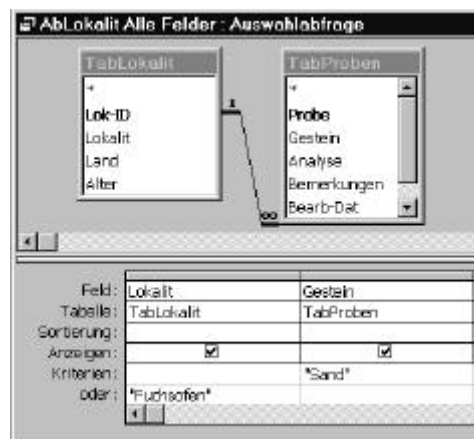 AbLokalit Alle Felder : Auswahlabfrage
TabLokalit
*
Lok-ID
Lokalit
Land
Alter
1
∞
TabProben
*
Probe
Gestein
Analyse
Bemerkungen
Bearb-Dat
Feld: Lokalit Gestein
Tabelle: TabLokalit TabProben
Sortierung:
Anzeigen:
Kriterien: "Sand"
oder: "Fuchsofen"